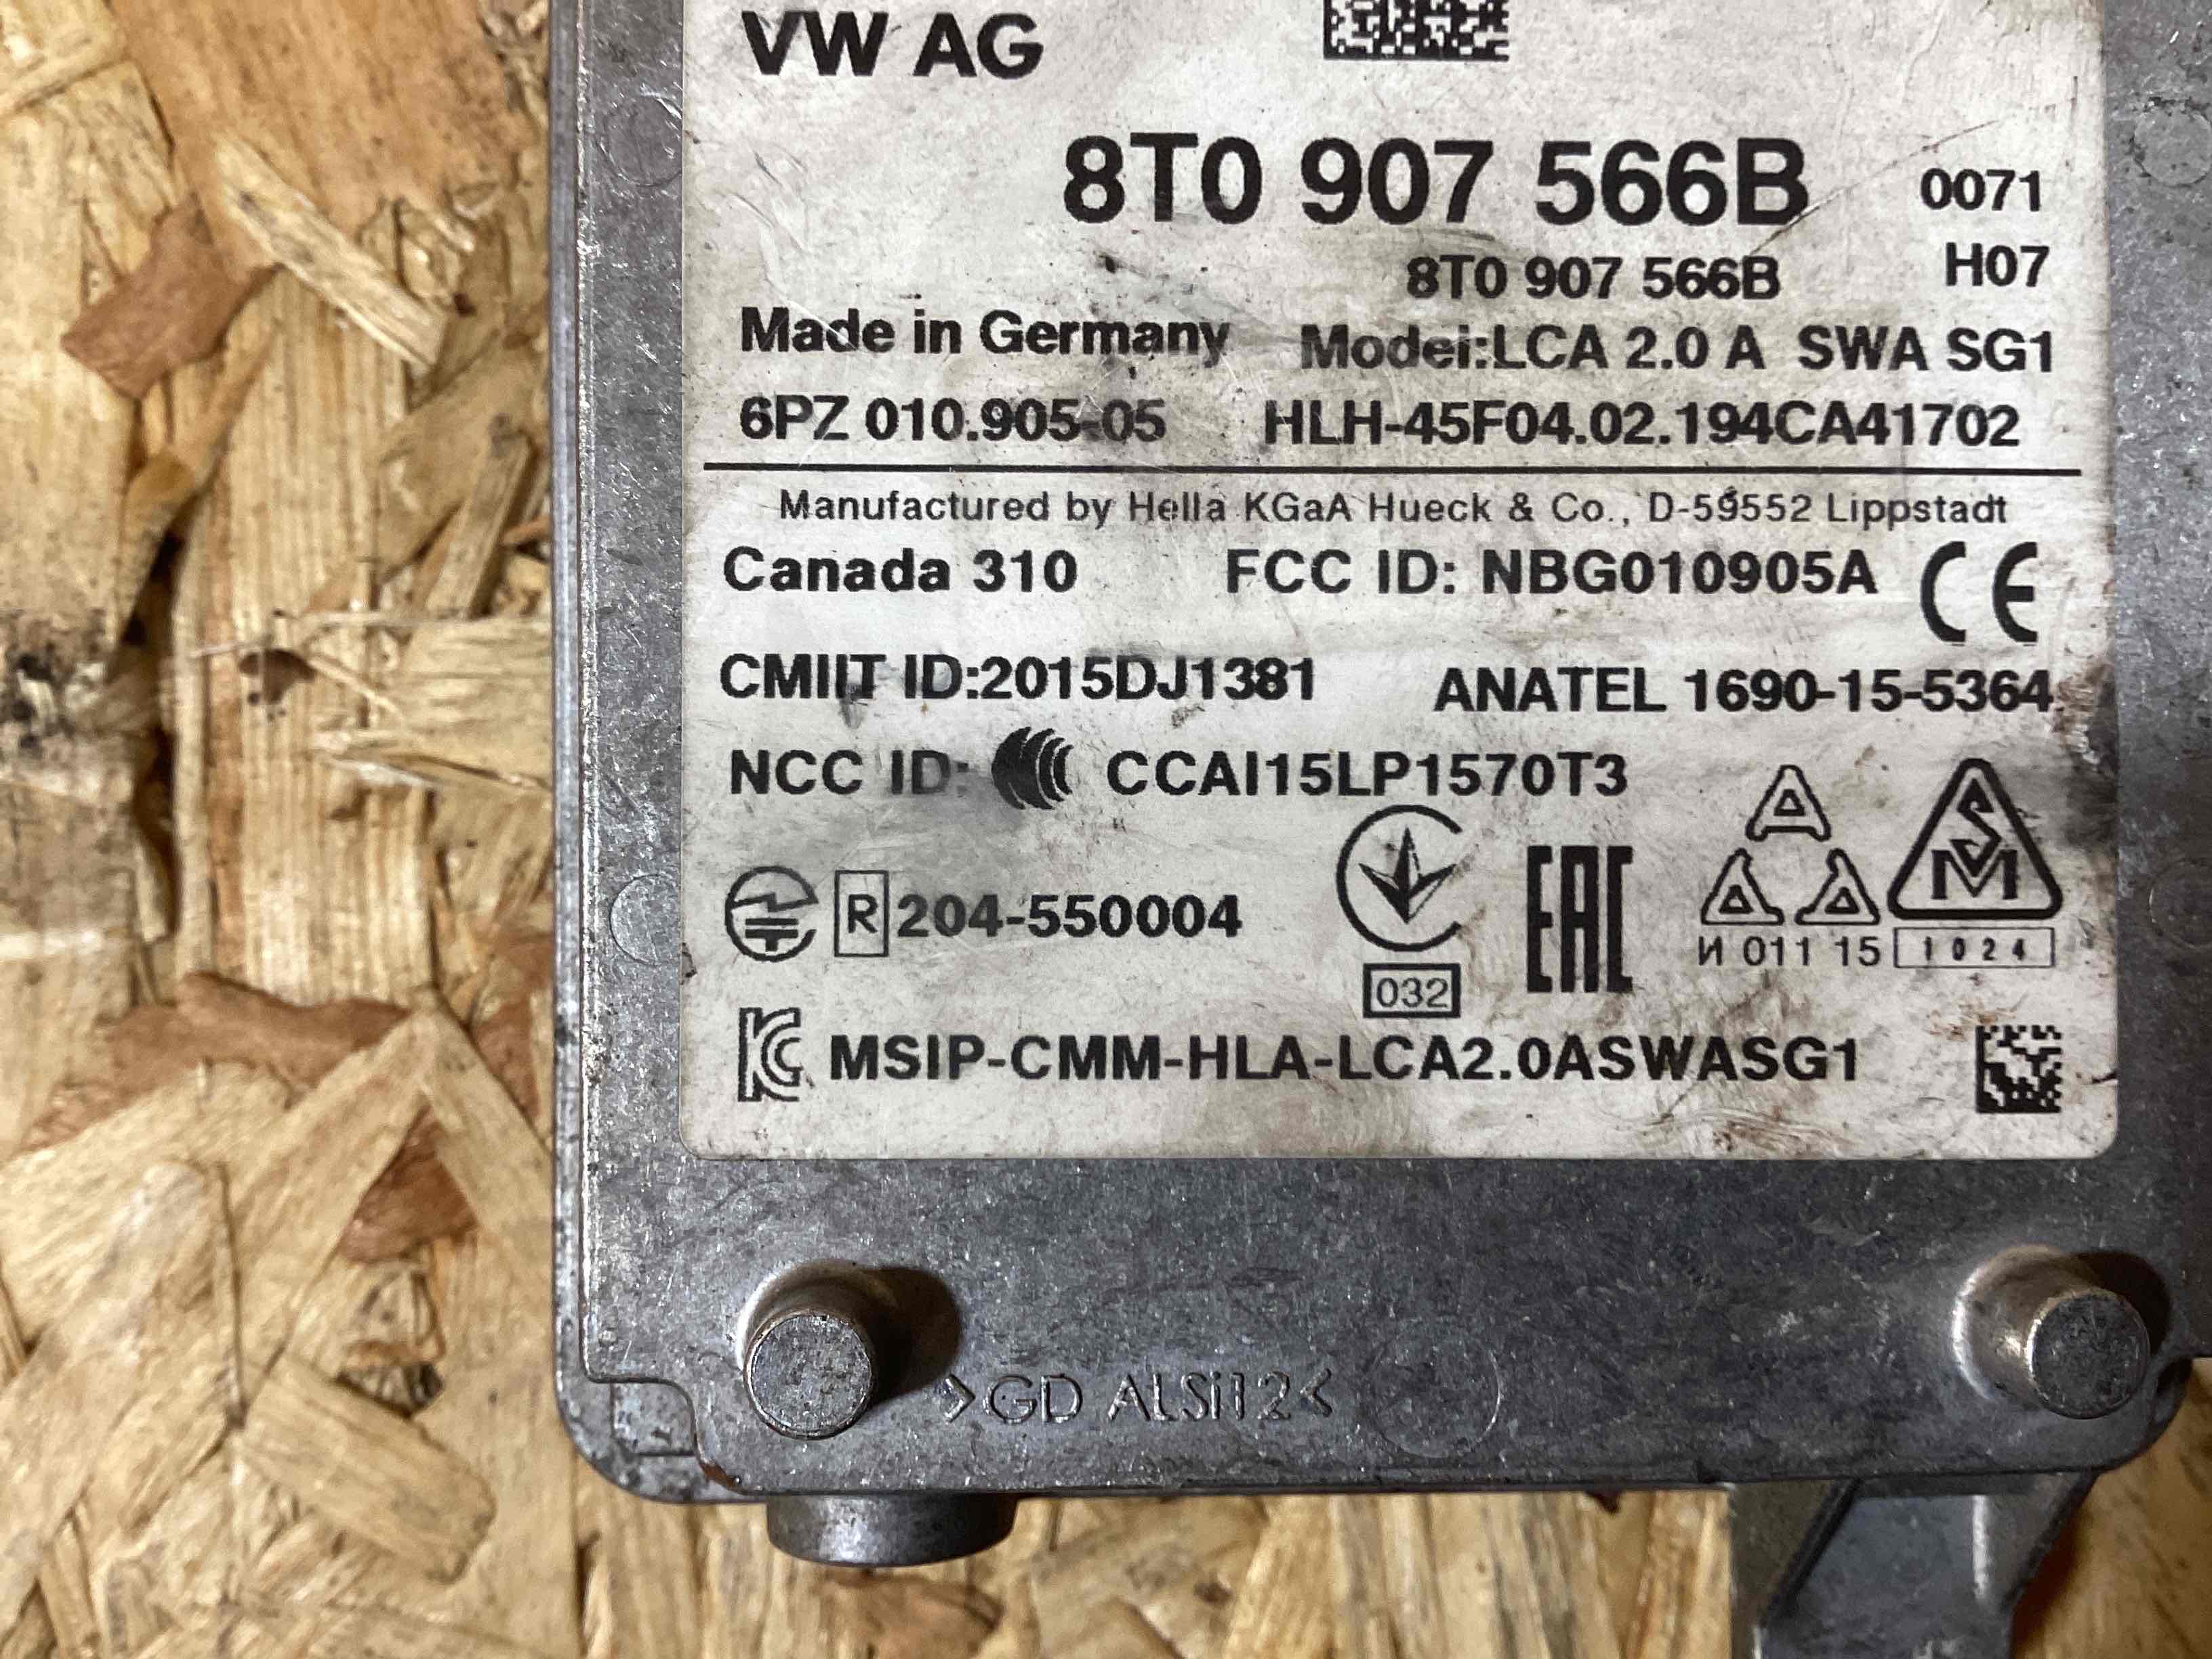 VW AG
8T0 907 566B 0071
8T0 907 566B H07
Made in Germany Model:LCA 2.0 A SWA SG1
6PZ 010.905-05 HLH-45F04.02.194CA41702
Manufactured by Hella KGaA Hueck & Co., D-59552 Lippstadt
Canada 310 FCC ID: NBG010905A CE
CMIIT ID:2015DJ1381 ANATEL 1690-15-5364
NCC ID: CCAI15LP1570T3
R 204-550004 EAC SM
032 И 011 15 1024
KC MSIP-CMM-HLA-LCA2.0ASWASG1
>GD ALSi12<